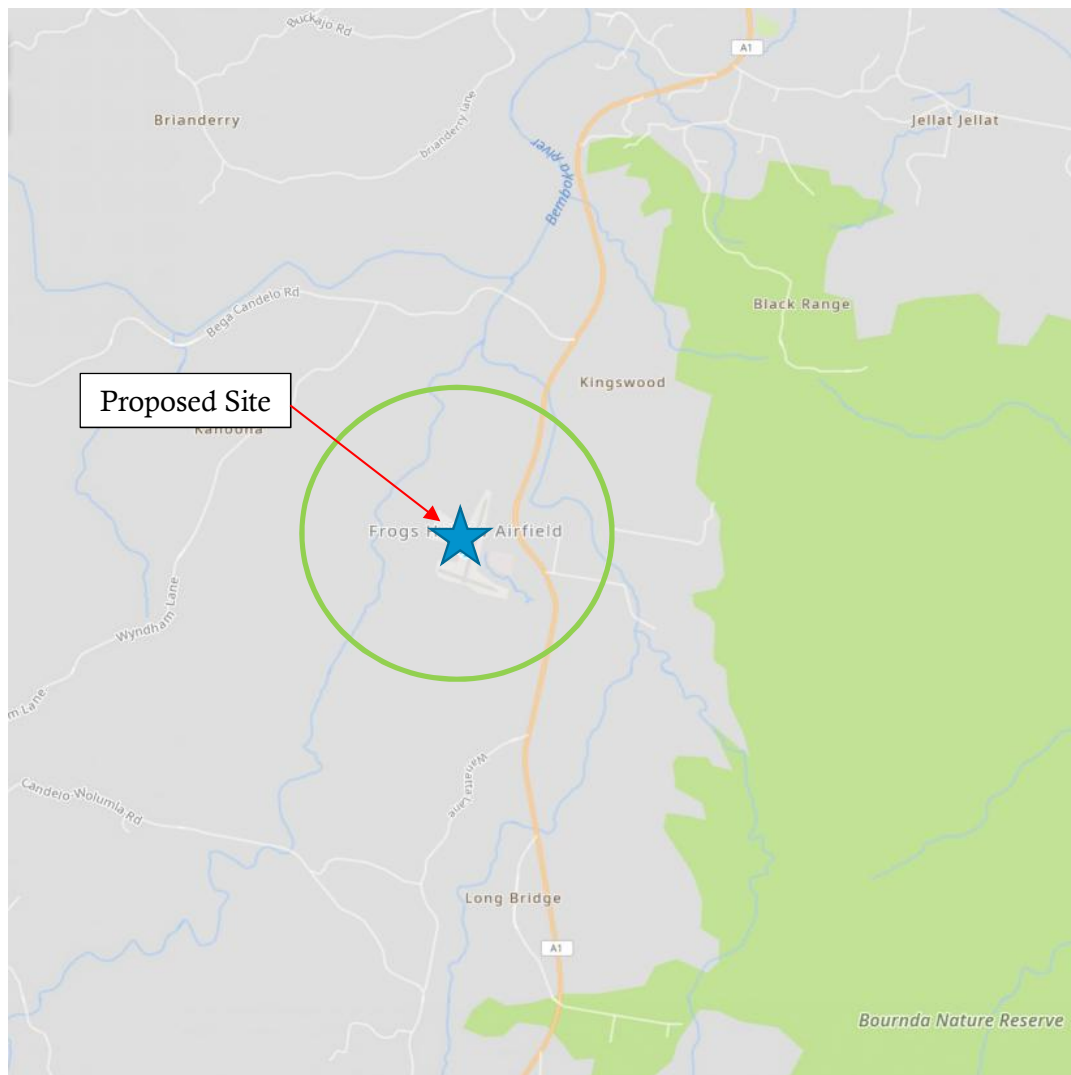 Buckajo Rd
A1
Brianderry
brianderry lane
Jellat Jellat
Bemboka River
Bega Candelo Rd
Black Range
Kingswood
Proposed Site
Frogs Airfield
Wyndham Lane
m Lane
Wanatta Lane
Candelo-Wolumla Rd
Long Bridge
A1
Bournda Nature Reserve